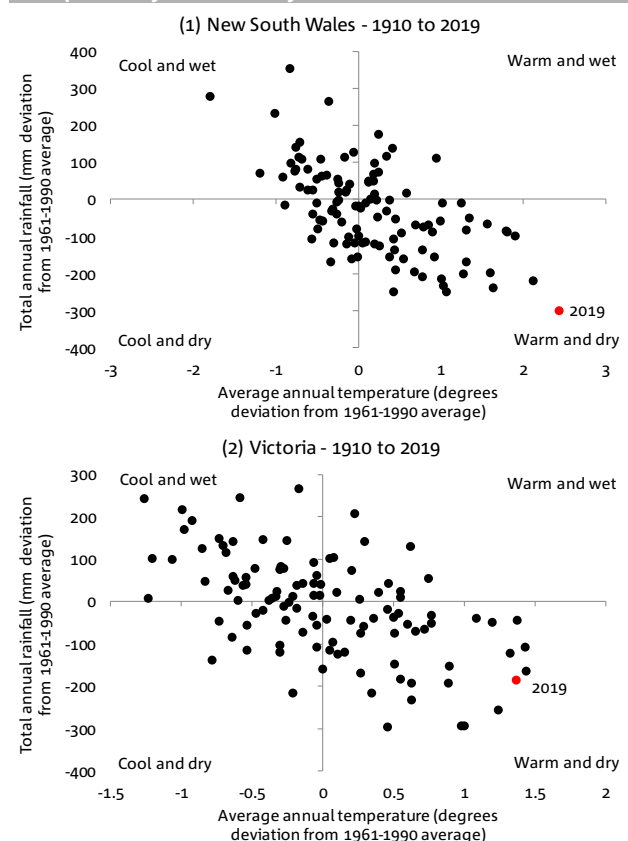 (1) New South Wales - 1910 to 2019
400
300
200
100
0
-100
-200
-300
-400
Cool and wet
Warm and wet
Cool and dry
Warm and dry
2019
Total annual rainfall (mm deviation
from 1961-1990 average)
-3
-2
-1
0
1
2
3
Average annual temperature (degrees
deviation from 1961-1990 average)
(2) Victoria - 1910 to 2019
300
200
100
0
-100
-200
-300
-400
Cool and wet
Warm and wet
Cool and dry
Warm and dry
2019
Total annual rainfall (mm deviation
from 1961-1990 average)
-1.5
-1
-0.5
0
0.5
1
1.5
2
Average annual temperature (degrees
deviation from 1961-1990 average)